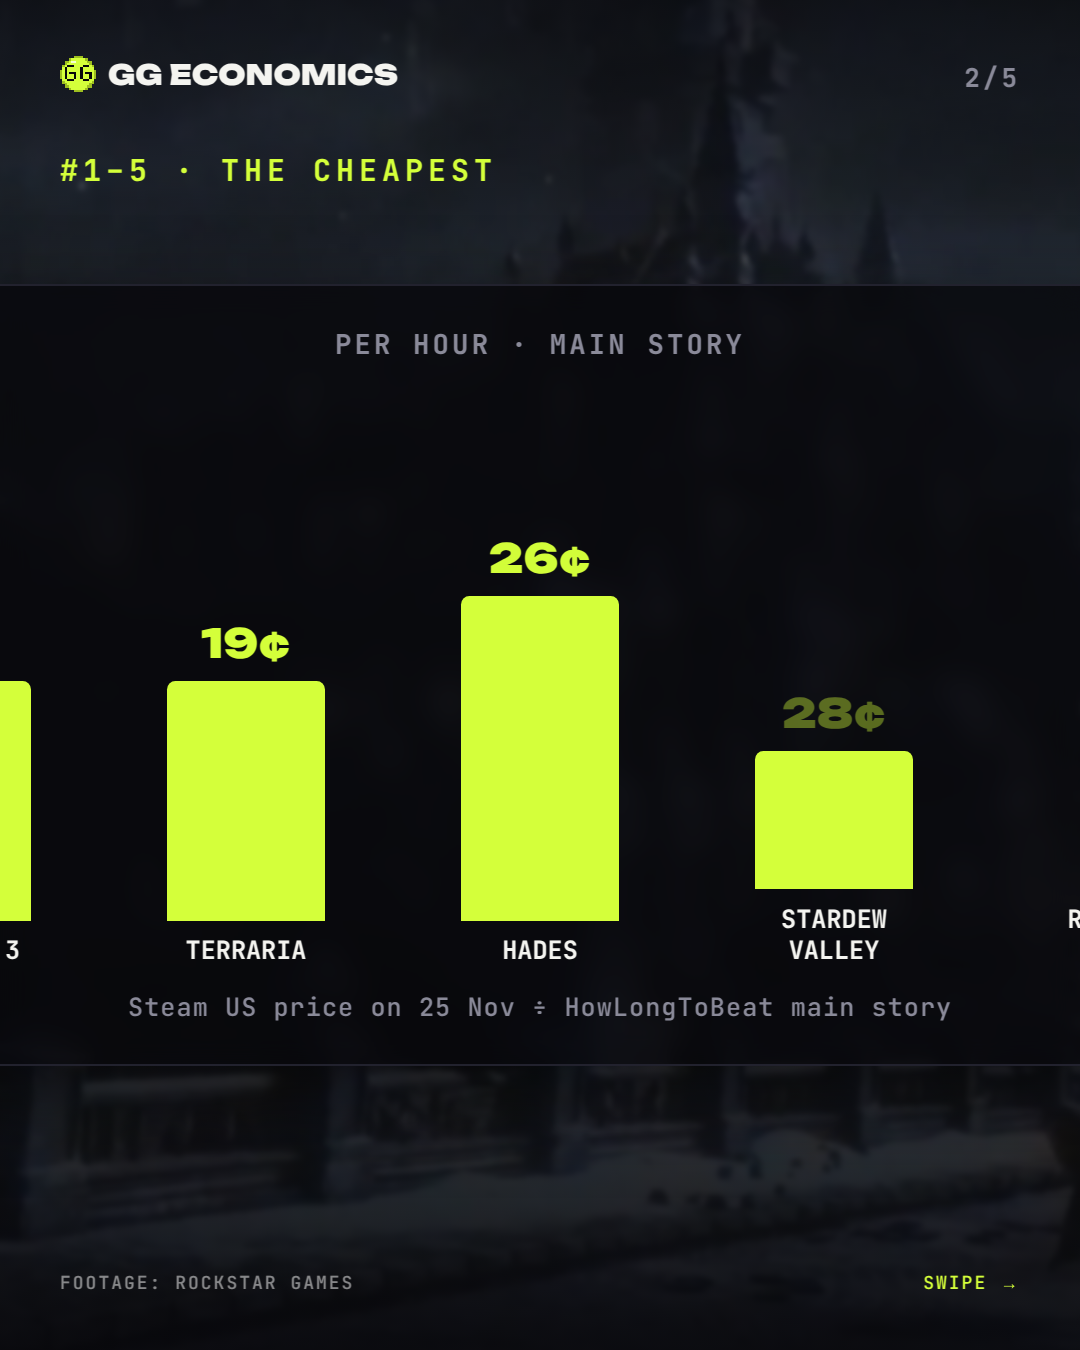 GG ECONOMICS
2/5
#1–5 · THE CHEAPEST
PER HOUR · MAIN STORY
19¢
26¢
28¢
3
TERRARIA
HADES
STARDEW
VALLEY
R
Steam US price on 25 Nov ÷ HowLongToBeat main story
FOOTAGE: ROCKSTAR GAMES
SWIPE →